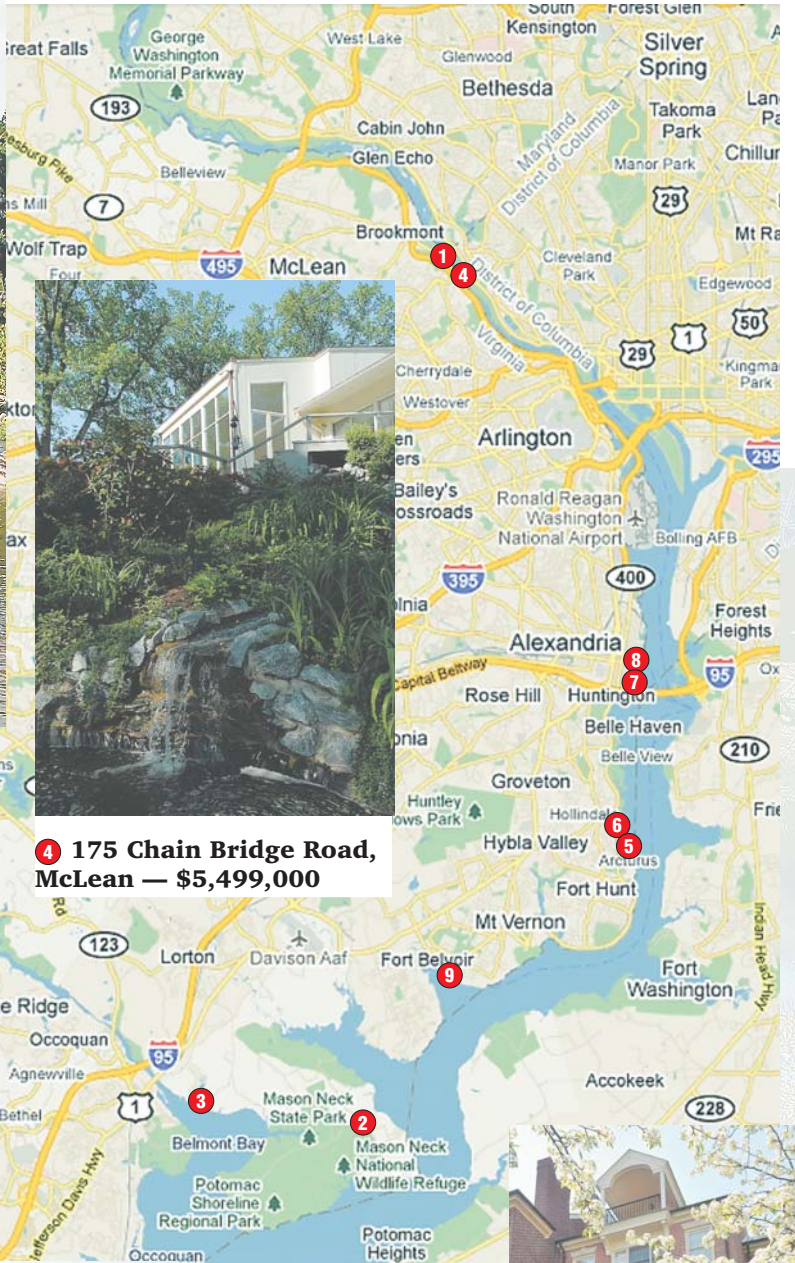 South
Forest Glen
Kensington
West Lake
George
Washington
Memorial Parkway
Great Falls
Glenwood
Silver
Spring
Bethesda
193
Takoma
Park
Cabin John
Maryland
District of Columbia
Glen Echo
Manor Park
Belleview
7
29
Brookmont
Wolf Trap
495
McLean
1
4
Cleveland
Park
District of Columbia
Edgewood
Virginia
50
1
29
Cherrydale
Park
Westover
Arlington
295
Bailey's
Ronald Reagan
Washington
National Airport
Bolling AFB
395
400
Forest
Heights
Alexandria
8
Capital Beltway
7
95
Rose Hill
Huntington
Belle Haven
210
Belle View
Groveton
Huntley
Hollindale
6
Hybla Valley
5
Arcturus
4 175 Chain Bridge Road,
McLean — $5,499,000
Fort Hunt
Mt Vernon
Rd
123
Lorton
Davison Aaf
Fort Belvoir
9
Fort
Washington
Indian Head Hwy
Occoquan
95
Agnewville
Accokeek
1
3
Mason Neck
State Park
2
228
Bethel
Belmont Bay
Mason Neck
National
Wildlife Refuge
Jefferson Davis Hwy
Potomac
Shoreline
Regional Park
Potomac
Heights
Occoquan